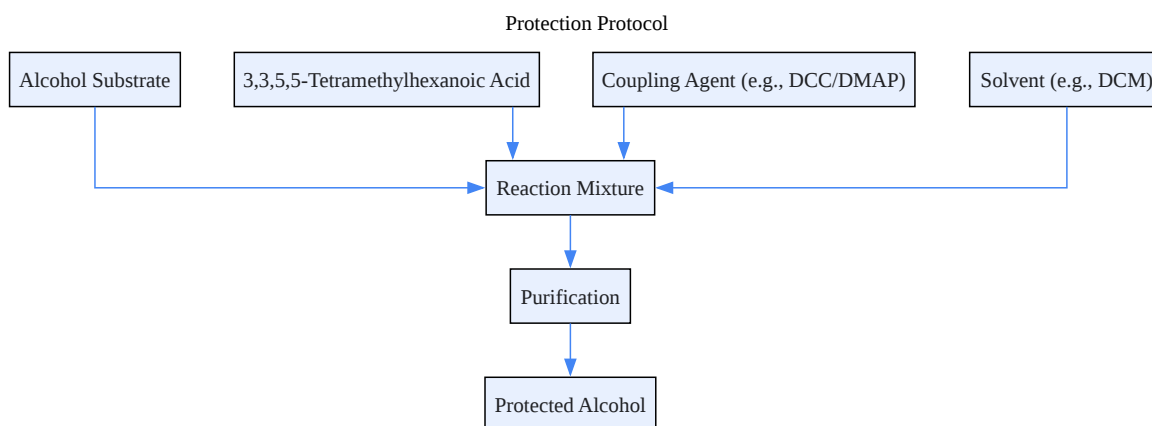 Protection Protocol
Alcohol Substrate
3,3,5,5-Tetramethylhexanoic Acid
Coupling Agent (e.g., DCC/DMAP)
Solvent (e.g., DCM)
Reaction Mixture
Purification
Protected Alcohol